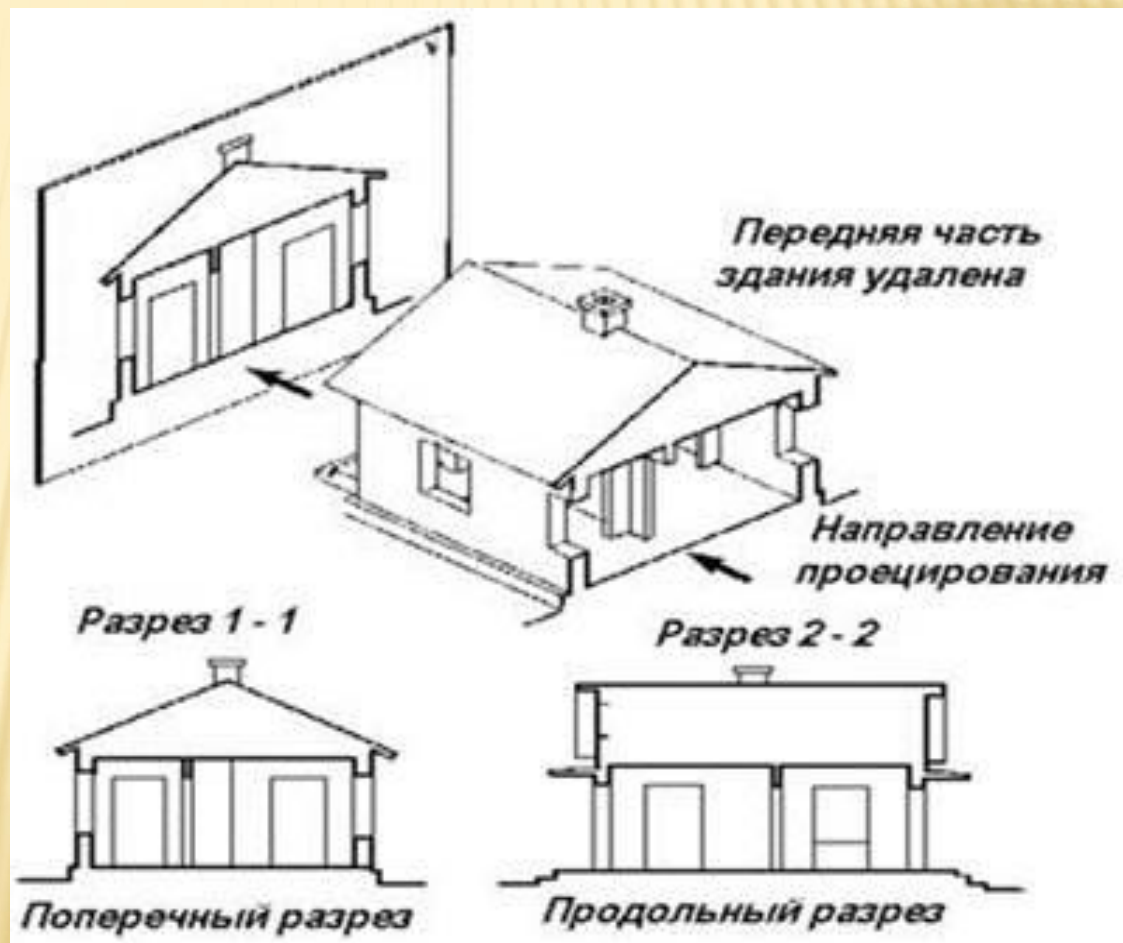 V
Передняя часть
здания удалена
Направление
проецирования
Разрез 1 - 1
Разрез 2 - 2
Поперечный разрез
Продольный разрез